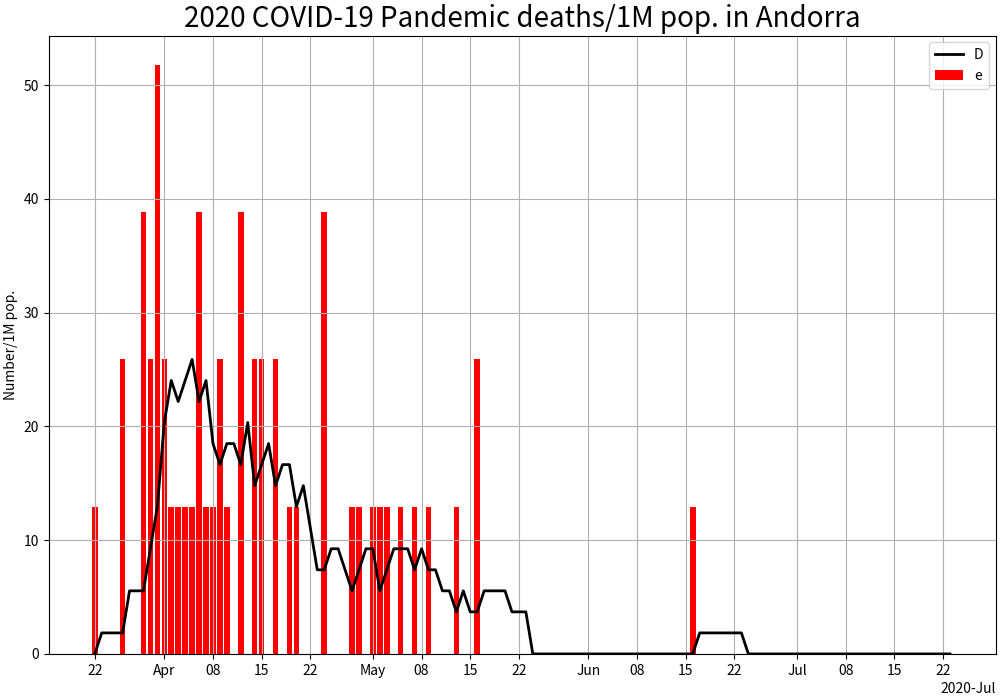 2020 COVID-19 Pandemic deaths/1M pop. in Andorra
D
e
Number/1M pop.
50
40
30
20
10
0
22 Apr 08 15 22 May 08 15 22 Jun 08 15 22 Jul 08 15 22
2020-Jul